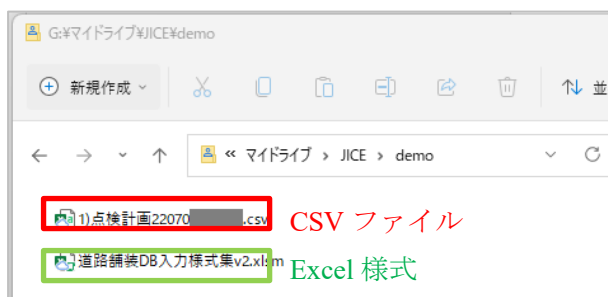 G:¥マイドライブ¥JICE¥demo
新規作成
並
« マイドライブ › JICE › demo
1)点検計画22070 .csv CSV ファイル
道路舗装DB入力様式集v2.xlsm Excel 様式